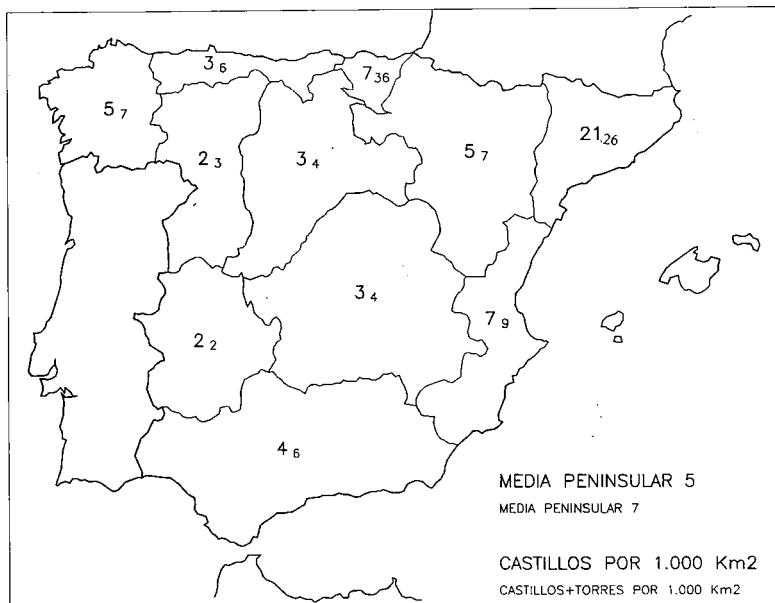 3 6
7 36
5 7
2 3
3 4
5 7
21 26
3 4
7 9
2 2
4 6
MEDIA PENINSULAR 5
MEDIA PENINSULAR 7
CASTILLOS POR 1.000 Km2
CASTILLOS+TORRES POR 1.000 Km2